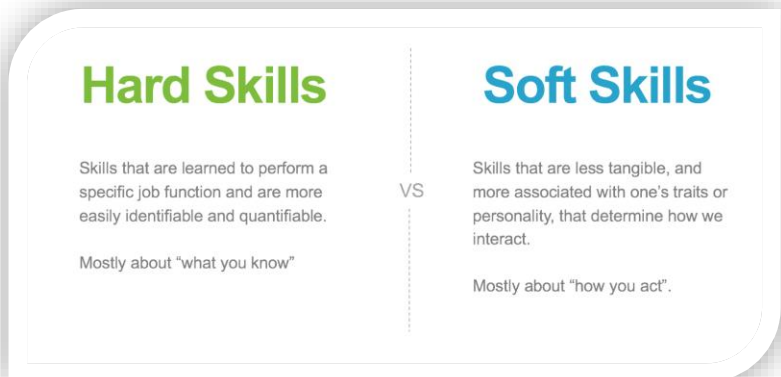 Hard Skills
Skills that are learned to perform a
specific job function and are more
easily identifiable and quantifiable.
Mostly about “what you know”
VS
Soft Skills
Skills that are less tangible, and
more associated with one’s traits or
personality, that determine how we
interact.
Mostly about “how you act”.